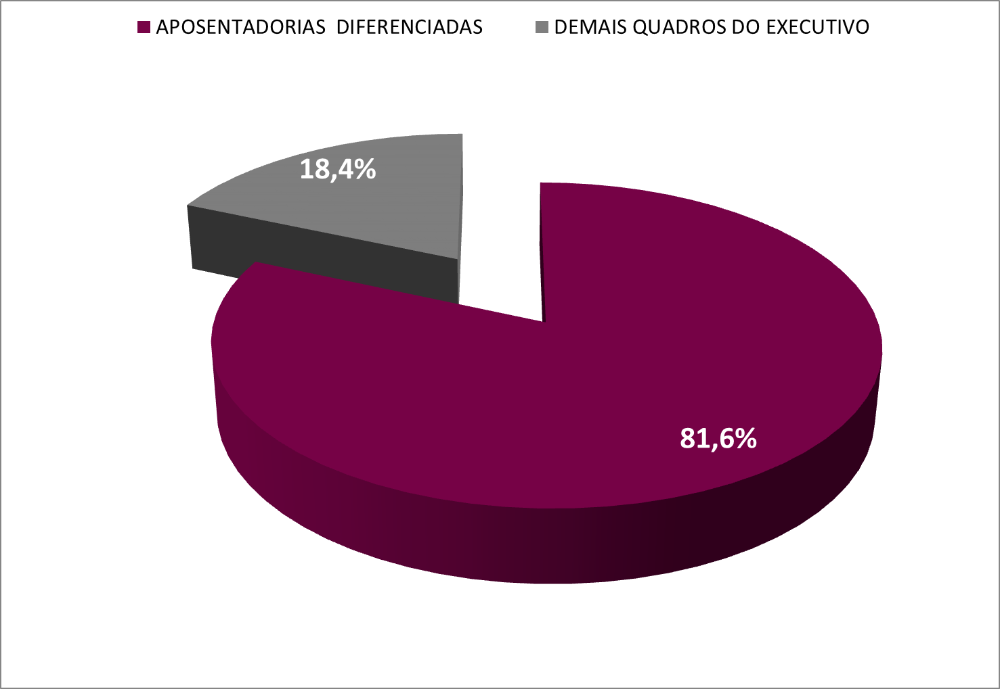 APOSENTADORIAS  DIFERENCIADAS
DEMAIS QUADROS DO EXECUTIVO
18,4%
81,6%